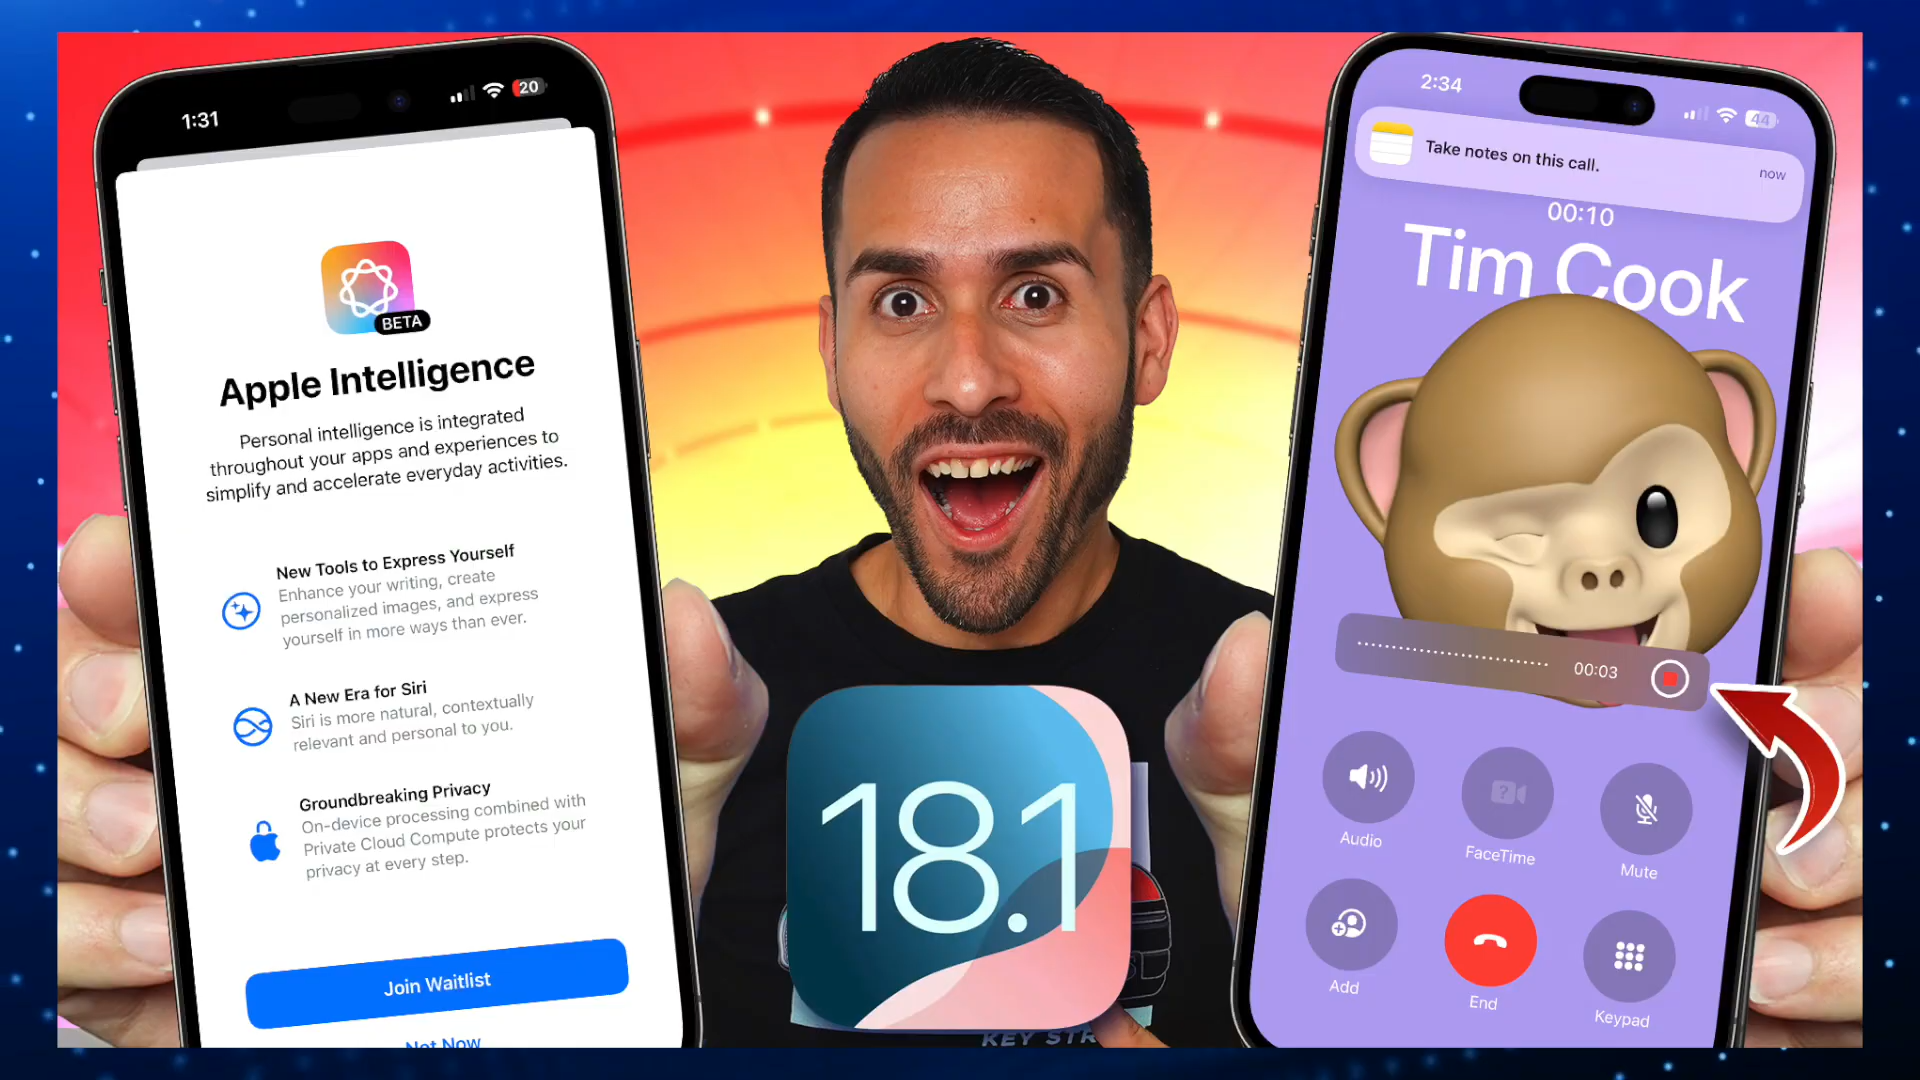 1:31
20
BETA
Apple Intelligence
Personal intelligence is integrated
throughout your apps and experiences to
simplify and accelerate everyday activities.
New Tools to Express Yourself
Enhance your writing, create
personalized images, and express
yourself in more ways than ever.
A New Era for Siri
Siri is more natural, contextually
relevant and personal to you.
Groundbreaking Privacy
On-device processing combined with
Private Cloud Compute protects your
privacy at every step.
Join Waitlist
Not Now
18.1
KEY STR
2:34
44
Take notes on this call.
now
00:10
Tim Cook
00:03
?
Audio
FaceTime
Mute
Add
End
Keypad